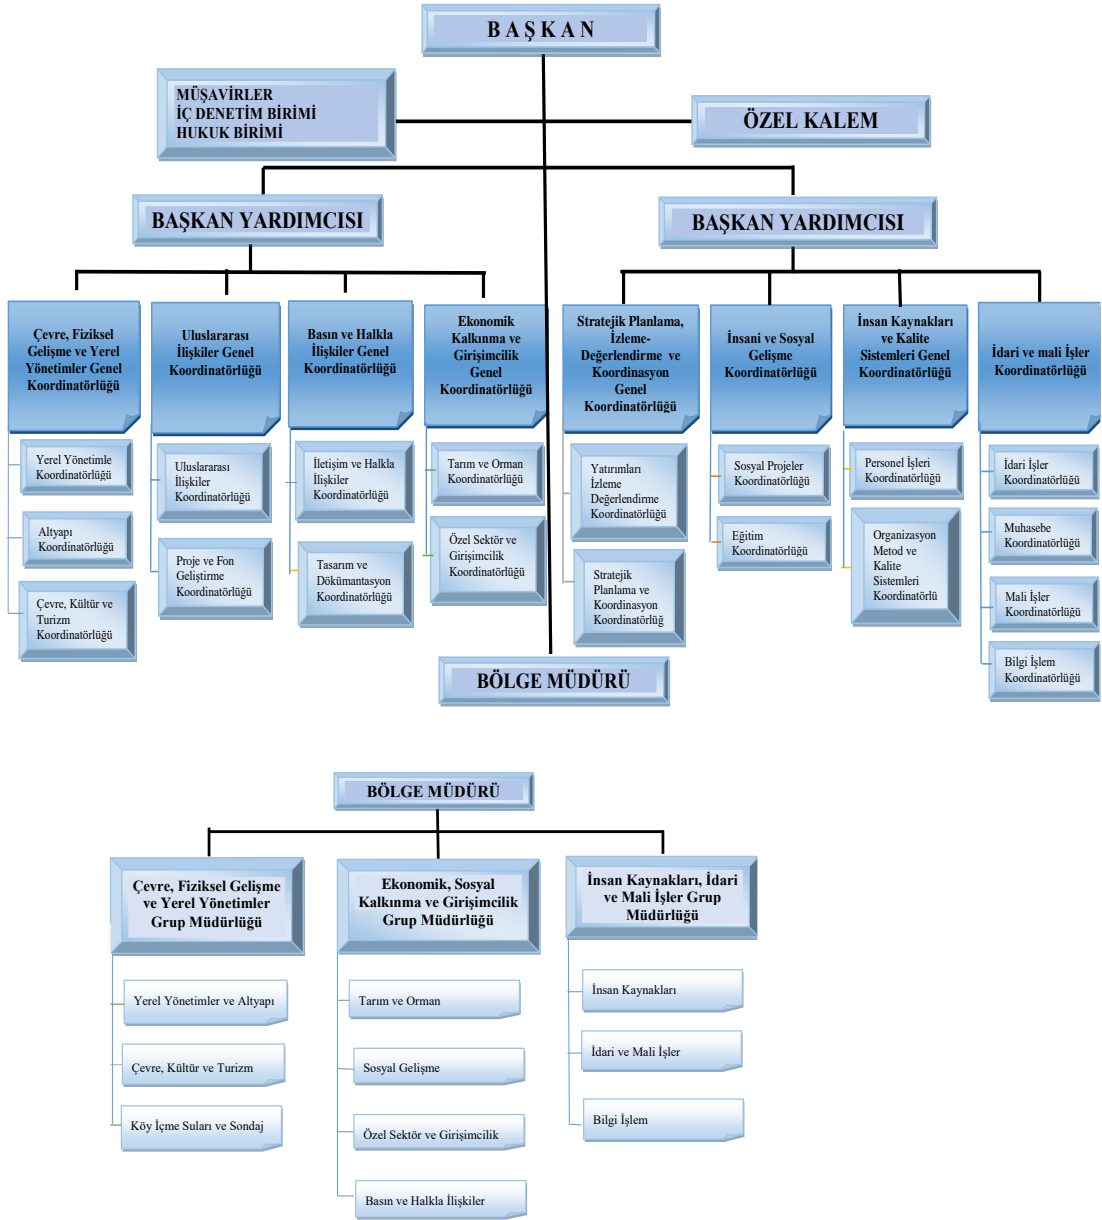 B A Ş K A N
MÜŞAVİRLER
İÇ DENETİM BİRİMİ
HUKUK BİRİMİ
ÖZEL KALEM
BAŞKAN YARDIMCISI
BAŞKAN YARDIMCISI
Çevre, Fiziksel
Gelişme ve Yerel
Yönetimler Genel
Koordinatörlüğü
Uluslararası
İlişkiler Genel
Koordinatörlüğü
Basın ve Halkla
İlişkiler Genel
Koordinatörlüğü
Ekonomik
Kalkınma ve
Girişimcilik
Genel
Koordinatörlüğü
Stratejik Planlama,
İzleme-
Değerlendirme ve
Koordinasyon
Genel
Koordinatörlüğü
İnsani ve Sosyal
Gelişme
Koordinatörlüğü
İnsan Kaynakları
ve Kalite
Sistemleri Genel
Koordinatörlüğü
İdari ve mali İşler
Koordinatörlüğü
Yerel Yönetimle
Koordinatörlüğü
Altyapı
Koordinatörlüğü
Çevre, Kültür ve
Turizm
Koordinatörlüğü
Uluslararası
İlişkiler
Koordinatörlüğü
Proje ve Fon
Geliştirme
Koordinatörlüğü
İletişim ve Halkla
İlişkiler
Koordinatörlüğü
Tasarım ve
Dökümantasyon
Koordinatörlüğü
Tarım ve Orman
Koordinatörlüğü
Özel Sektör ve
Girişimcilik
Koordinatörlüğü
Yatırımları
İzleme
Değerlendirme
Koordinatörlüğü
Stratejik
Planlama ve
Koordinasyon
Koordinatörlüğ
Sosyal Projeler
Koordinatörlüğü
Eğitim
Koordinatörlüğü
Personel İşleri
Koordinatörlüğü
Organizasyon
Metod ve
Kalite
Sistemleri
Koordinatörlü
İdari İşler
Koordinatörlüğü
Muhasebe
Koordinatörlüğü
Mali İşler
Koordinatörlüğü
Bilgi İşlem
Koordinatörlüğü
BÖLGE MÜDÜRÜ
BÖLGE MÜDÜRÜ
Çevre, Fiziksel Gelişme
ve Yerel Yönetimler
Grup Müdürlüğü
Ekonomik, Sosyal
Kalkınma ve Girişimcilik
Grup Müdürlüğü
İnsan Kaynakları, İdari
ve Mali İşler Grup
Müdürlüğü
Yerel Yönetimler ve Altyapı
Çevre, Kültür ve Turizm
Köy İçme Suları ve Sondaj
Tarım ve Orman
Sosyal Gelişme
Özel Sektör ve Girişimcilik
Basın ve Halkla İlişkiler
İnsan Kaynakları
İdari ve Mali İşler
Bilgi İşlem